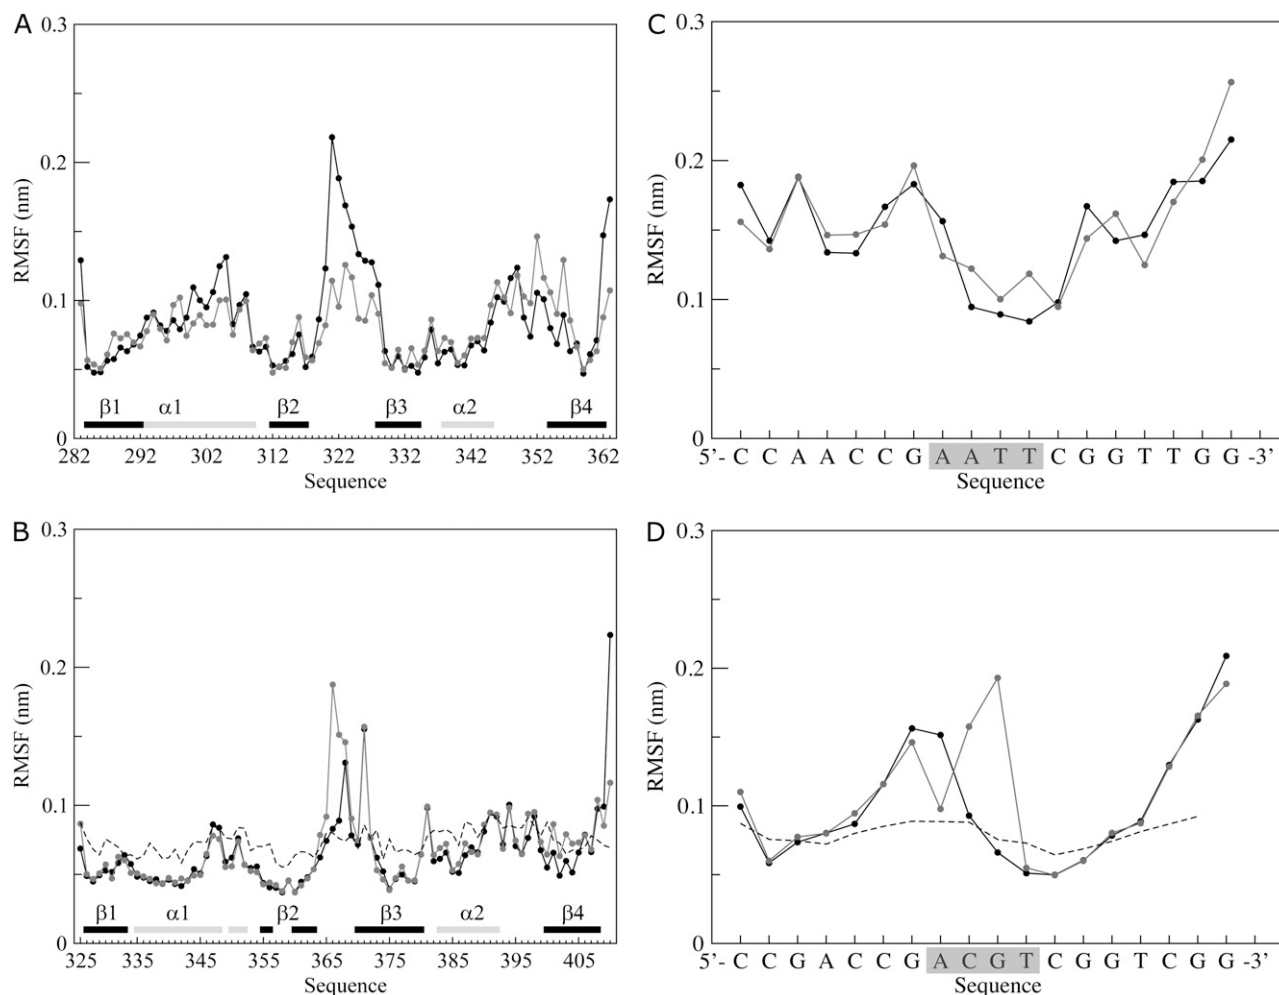 A
0.3
0.2
0.1
0
RMSF (nm)
β1 α1 β2 β3 α2 β4
282 292 302 312 322 332 342 352 362
Sequence
C
0.3
0.2
0.1
0
RMSF (nm)
5'- C C A A C C G A A T T C G G T T G G -3'
Sequence
B
0.3
0.2
0.1
0
RMSF (nm)
β1 α1 β2 β3 α2 β4
325 335 345 355 365 375 385 395 405
Sequence
D
0.3
0.2
0.1
0
RMSF (nm)
5'- C C G A C C G A C G T C G G T C G G -3'
Sequence